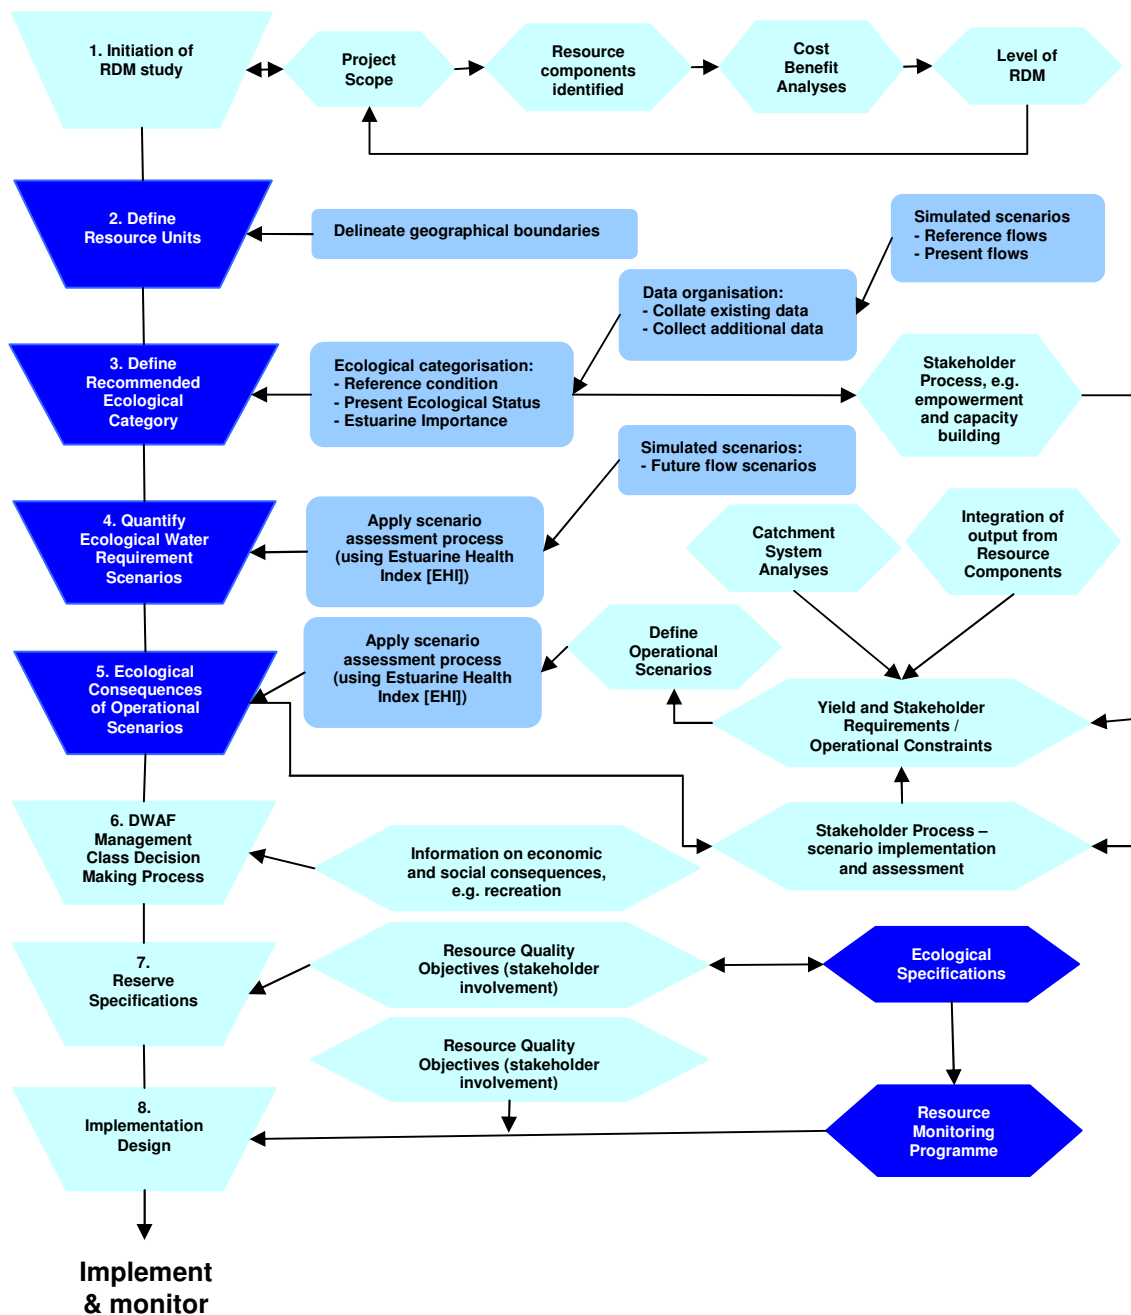 1. Initiation of
RDM study
Project
Scope
Resource
components
identified
Cost
Benefit
Analyses
Level of
RDM
2. Define
Resource Units
Delineate geographical boundaries
Simulated scenarios
- Reference flows
- Present flows
Data organisation:
- Collate existing data
- Collect additional data
3. Define
Recommended
Ecological
Category
Ecological categorisation:
- Reference condition
- Present Ecological Status
- Estuarine Importance
Stakeholder
Process, e.g.
empowerment
and capacity
building
Simulated scenarios:
- Future flow scenarios
4. Quantify
Ecological Water
Requirement
Scenarios
Apply scenario
assessment process
(using Estuarine Health
Index [EHI])
Catchment
System
Analyses
Integration of
output from
Resource
Components
5. Ecological
Consequences
of Operational
Scenarios
Apply scenario
assessment process
(using Estuarine Health
Index [EHI])
Define
Operational
Scenarios
Yield and Stakeholder
Requirements /
Operational Constraints
6. DWAF
Management
Class Decision
Making Process
Information on economic
and social consequences,
e.g. recreation
Stakeholder Process –
scenario implementation
and assessment
7.
Reserve
Specifications
Resource Quality
Objectives (stakeholder
involvement)
Ecological
Specifications
Resource Quality
Objectives (stakeholder
involvement)
8.
Implementation
Design
Resource
Monitoring
Programme
Implement
& monitor